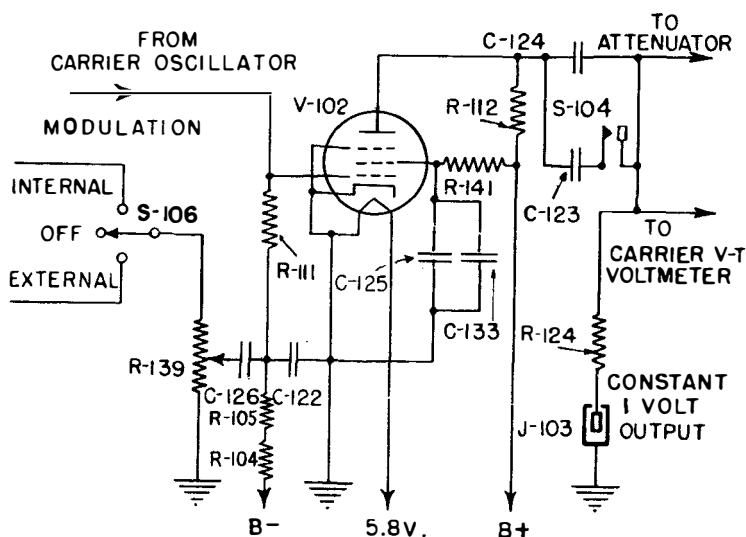 TO
ATTENUATOR
C-124
FROM
CARRIER OSCILLATOR
V-102
R-112
S-104
MODULATION
R-141
C-123
INTERNAL
S-106
OFF
TO
CARRIER V-T
VOLTMETER
R-111
EXTERNAL
C-125
C-133
R-124
R-139
C-126
C-122
CONSTANT
1 VOLT
OUTPUT
R-105
J-103
R-104
B-
5.8V.
B+